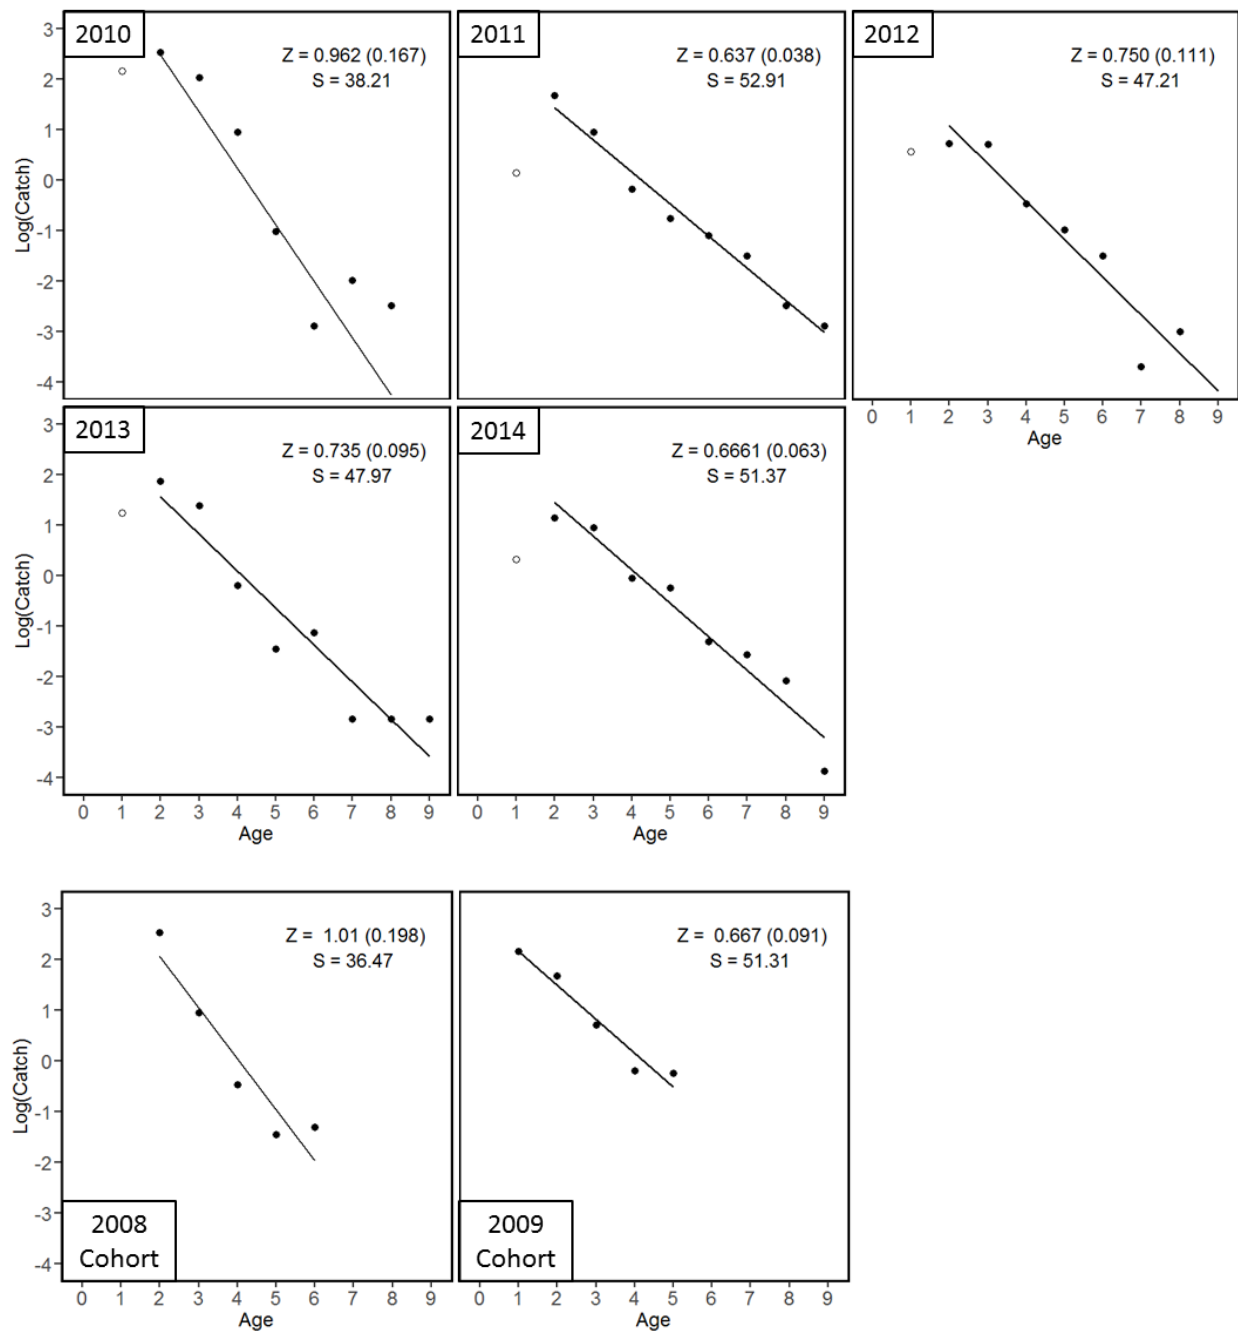 2010
Z = 0.962 (0.167)
S = 38.21
2011
Z = 0.637 (0.038)
S = 52.91
2012
Z = 0.750 (0.111)
S = 47.21
3
2
1
0
-1
-2
-3
-4
Log(Catch)
0 1 2 3 4 5 6 7 8 9
Age
2013
Z = 0.735 (0.095)
S = 47.97
2014
Z = 0.6661 (0.063)
S = 51.37
3
2
1
0
-1
-2
-3
-4
Log(Catch)
0 1 2 3 4 5 6 7 8 9
Age
0 1 2 3 4 5 6 7 8 9
Age
Z = 1.01 (0.198)
S = 36.47
Z = 0.667 (0.091)
S = 51.31
3
2
1
0
-1
-2
-3
-4
Log(Catch)
2008
Cohort
2009
Cohort
0 1 2 3 4 5 6 7 8 9
Age
0 1 2 3 4 5 6 7 8 9
Age